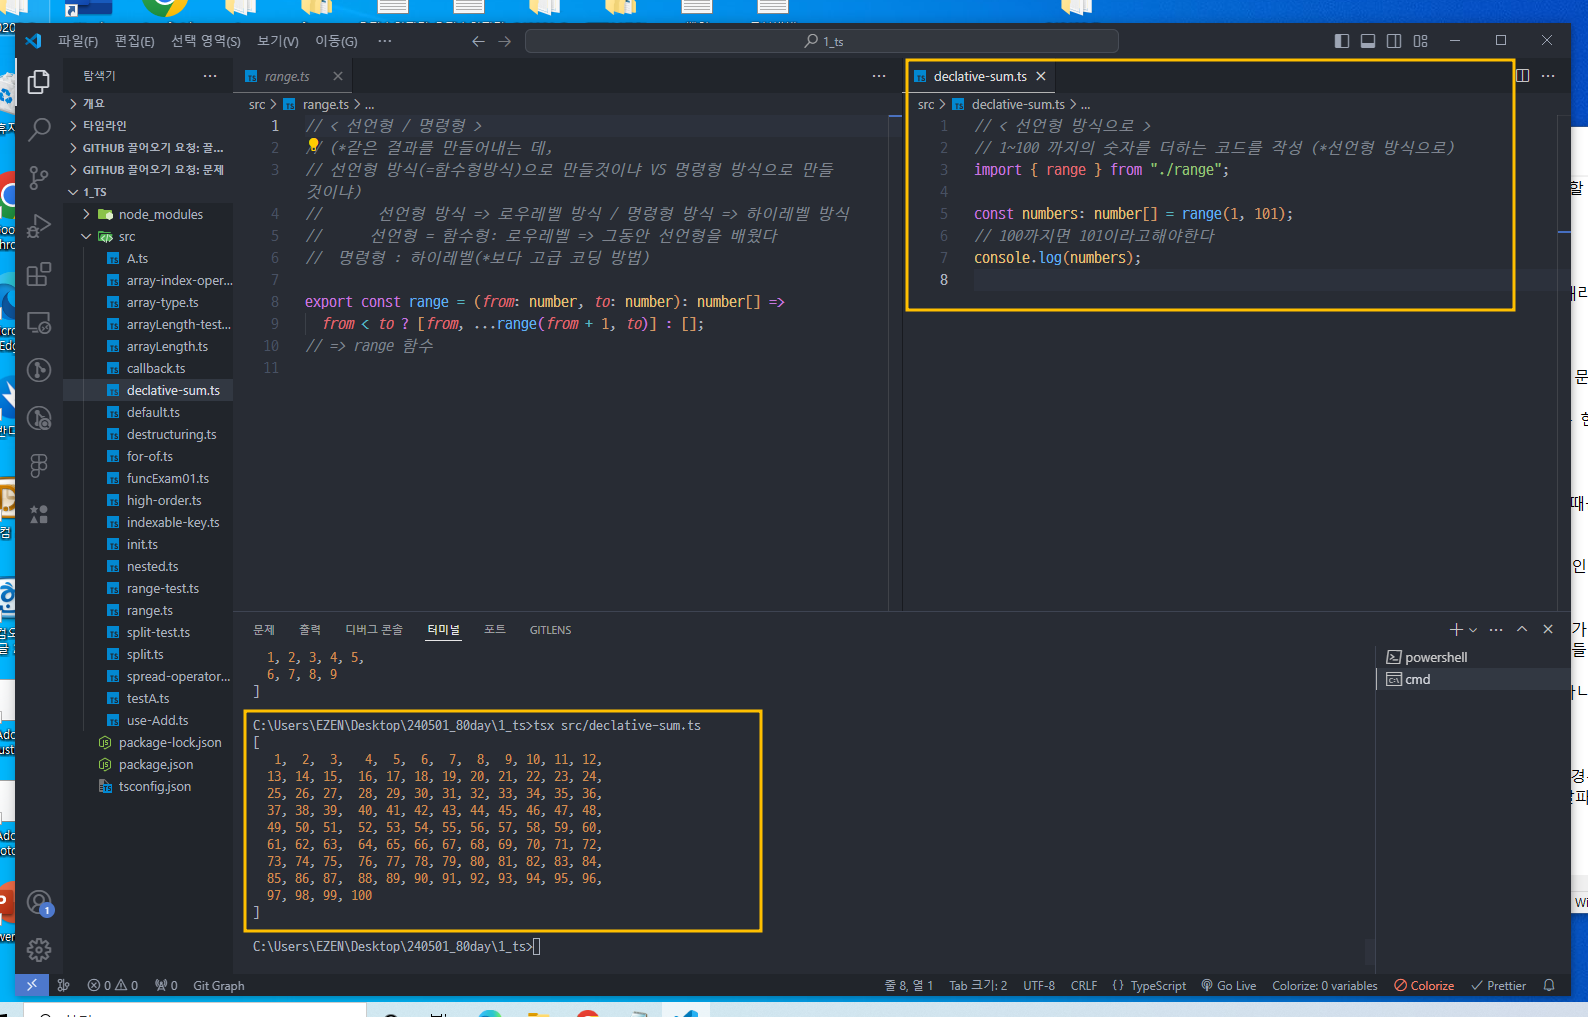 파일(F) 편집(E) 선택 영역(S) 보기(V) 이동(G) ··· 1_ts
탐색기
개요
타임라인
GITHUB 끌어오기 요청: 끌...
GITHUB 끌어오기 요청: 문제
1_TS
node_modules
src
A.ts
array-index-oper...
array-type.ts
arrayLength-test...
arrayLength.ts
callback.ts
declative-sum.ts
default.ts
destructuring.ts
for-of.ts
funcExam01.ts
high-order.ts
indexable-key.ts
init.ts
nested.ts
range-test.ts
range.ts
split-test.ts
split.ts
spread-operator...
testA.ts
use-Add.ts
package-lock.json
package.json
tsconfig.json
range.ts
src > range.ts > ...
1 // < 선언형 / 명령형 >
2 // (*같은 결과를 만들어내는 데,
3 // 선언형 방식(=함수형방식)으로 만들것이냐 VS 명령형 방식으로 만들
것이냐)
4 // 선언형 방식 => 로우레벨 방식 / 명령형 방식 => 하이레벨 방식
5 // 선언형 = 함수형: 로우레벨 => 그동안 선언형을 배웠다
6 // 명령형 : 하이레벨(*보다 고급 코딩 방법)
7
8 export const range = (from: number, to: number): number[] =>
9 from < to ? [from, ...range(from + 1, to)] : [];
10 // => range 함수
11
declative-sum.ts
src > declative-sum.ts > ...
1 // < 선언형 방식으로 >
2 // 1~100 까지의 숫자를 더하는 코드를 작성 (*선언형 방식으로)
3 import { range } from "./range";
4
5 const numbers: number[] = range(1, 101);
6 // 100까지면 101이라고해야한다
7 console.log(numbers);
8
문제 출력 디버그 콘솔 터미널 포트 GITLENS
1, 2, 3, 4, 5,
6, 7, 8, 9
]
C:\Users\EZEN\Desktop\240501_80day\1_ts>tsx src/declative-sum.ts
[
1, 2, 3, 4, 5, 6, 7, 8, 9, 10, 11, 12,
13, 14, 15, 16, 17, 18, 19, 20, 21, 22, 23, 24,
25, 26, 27, 28, 29, 30, 31, 32, 33, 34, 35, 36,
37, 38, 39, 40, 41, 42, 43, 44, 45, 46, 47, 48,
49, 50, 51, 52, 53, 54, 55, 56, 57, 58, 59, 60,
61, 62, 63, 64, 65, 66, 67, 68, 69, 70, 71, 72,
73, 74, 75, 76, 77, 78, 79, 80, 81, 82, 83, 84,
85, 86, 87, 88, 89, 90, 91, 92, 93, 94, 95, 96,
97, 98, 99, 100
]
C:\Users\EZEN\Desktop\240501_80day\1_ts>
powershell
cmd
1
0 0 0 Git Graph 줄 8, 열 1 Tab 크기: 2 UTF-8 CRLF {} TypeScript Go Live Colorize: 0 variables Colorize Prettier